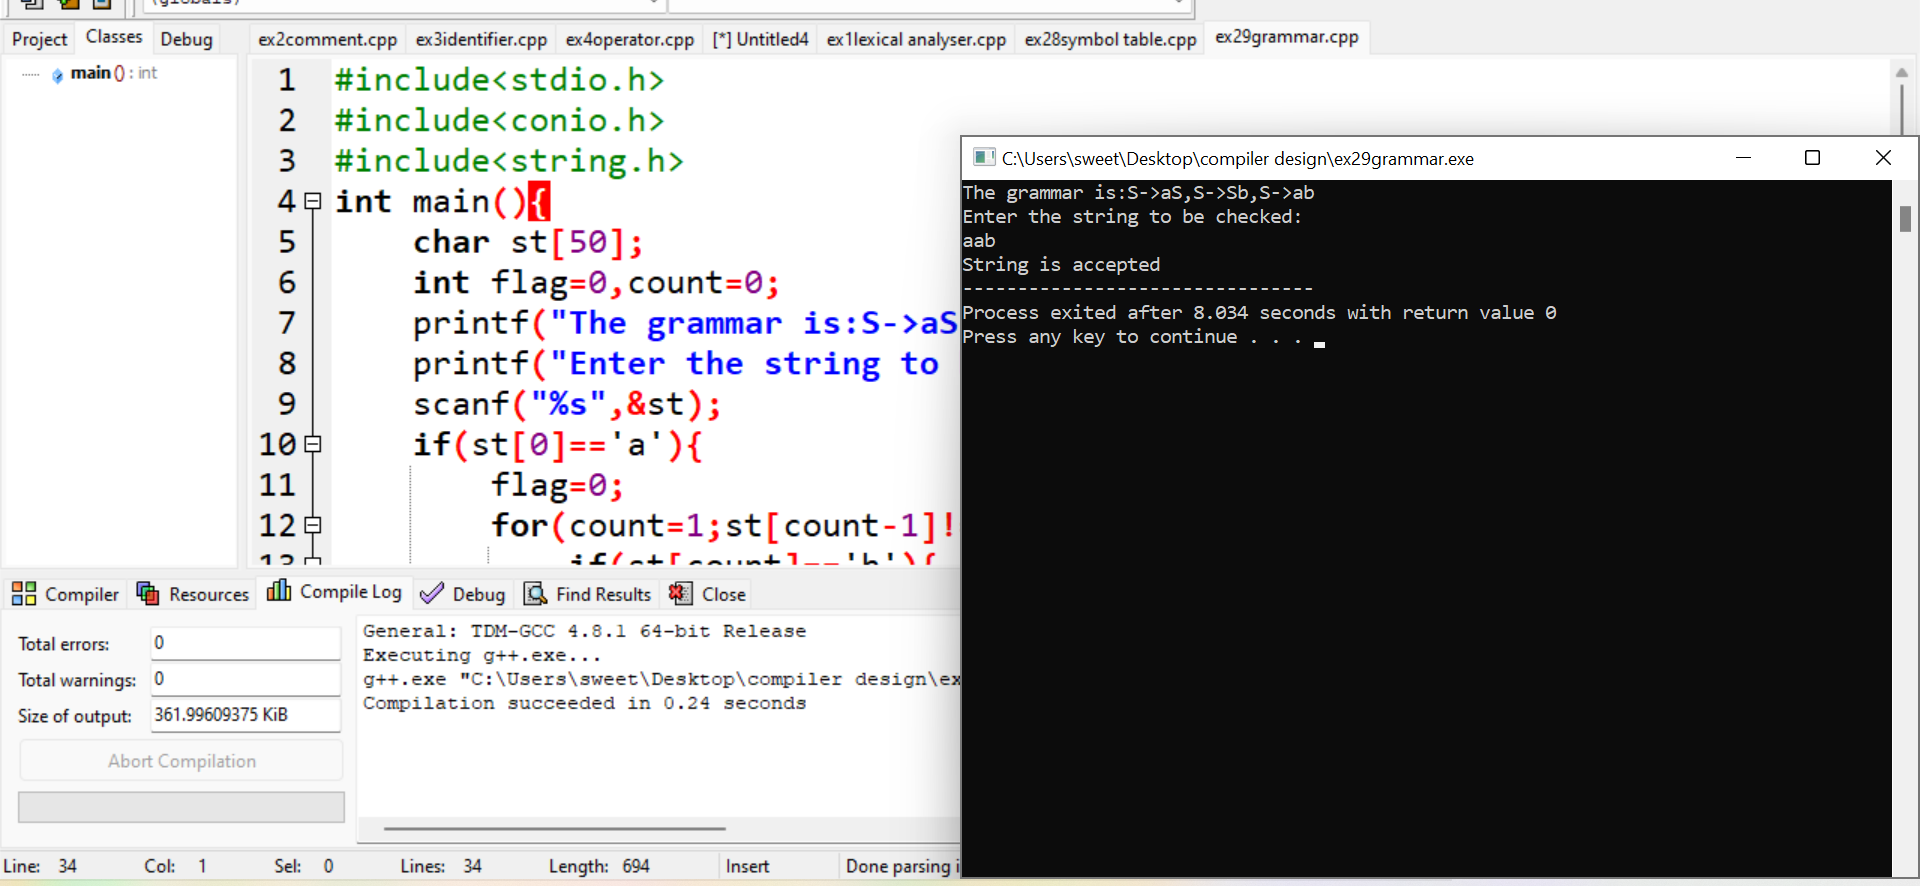 (globals)
Project Classes Debug
ex2comment.cpp ex3identifier.cpp ex4operator.cpp [*] Untitled4 ex1lexical analyser.cpp ex28symbol table.cpp ex29grammar.cpp
main () : int
1 #include<stdio.h>
2 #include<conio.h>
3 #include<string.h>
4 int main(){
5 char st[50];
6 int flag=0,count=0;
7 printf("The grammar is:S->aS
8 printf("Enter the string to
9 scanf("%s",&st);
10 if(st[0]=='a'){
11 flag=0;
12 for(count=1;st[count-1]!
13 if(st[count]=='b'){
C:\Users\sweet\Desktop\compiler design\ex29grammar.exe
The grammar is:S->aS,S->Sb,S->ab
Enter the string to be checked:
aab
String is accepted
--------------------------------
Process exited after 8.034 seconds with return value 0
Press any key to continue . . .
Compiler Resources Compile Log Debug Find Results Close
Total errors: 0
Total warnings: 0
Size of output: 361.99609375 KiB
Abort Compilation
General: TDM-GCC 4.8.1 64-bit Release
Executing g++.exe...
g++.exe "C:\Users\sweet\Desktop\compiler design\ex
Compilation succeeded in 0.24 seconds
Line: 34 Col: 1 Sel: 0 Lines: 34 Length: 694 Insert Done parsing i